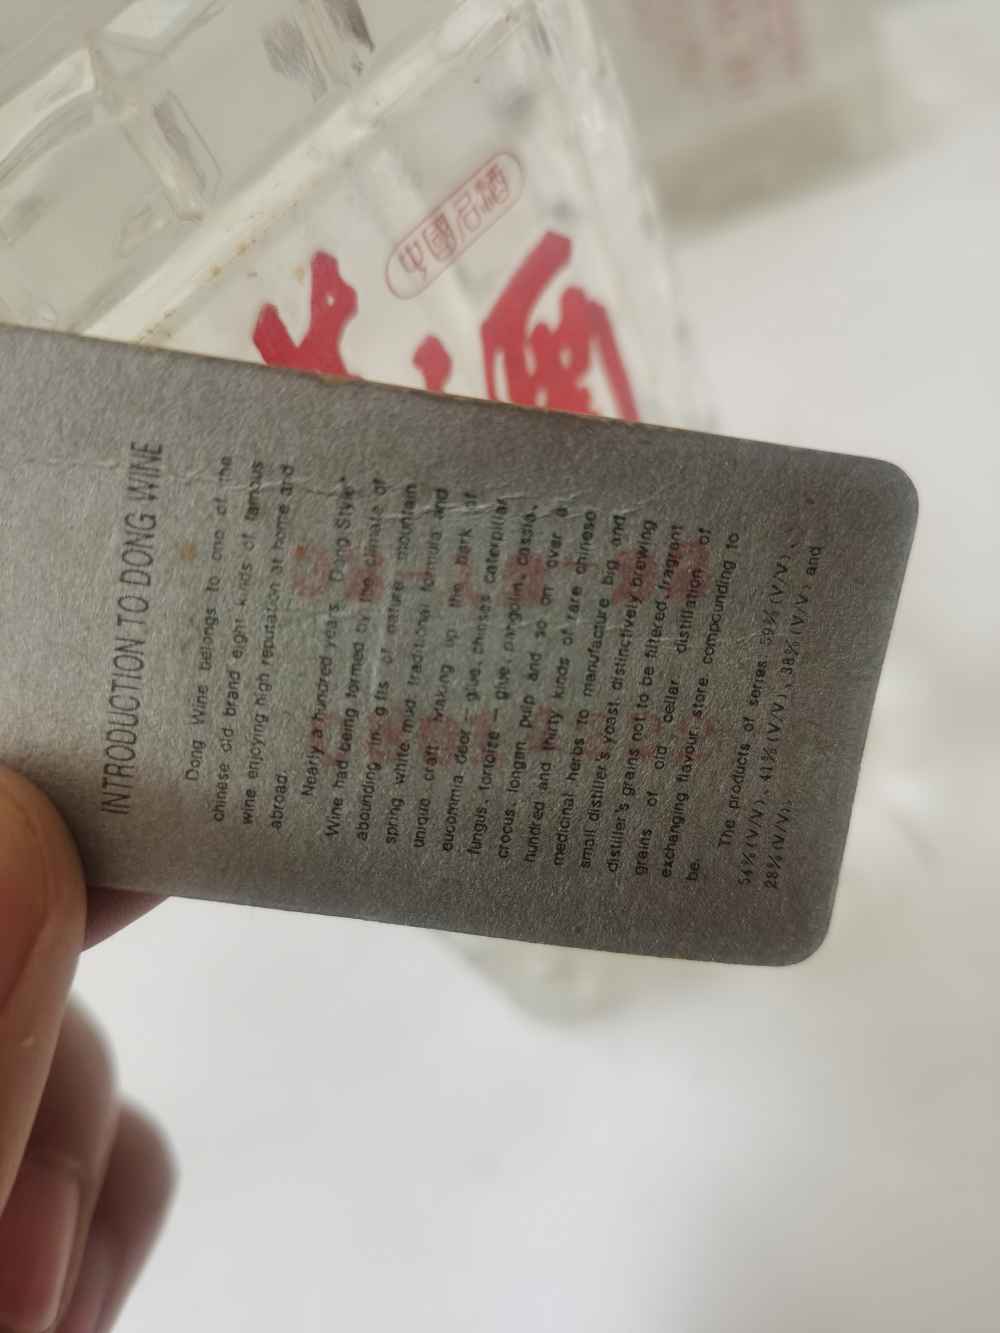 中國名酒
INTRODUCTION TO DONG WINE
Dong Wine belongs to one of the
chinese old brand eight kinds of famous
wine enjoying high reputation at home and
abroad.
Nearly a hundred years, Dong Style
Wine had being formed by the climate of
abounding in gifts of nature, mountain
spring white mud, traditional formula and
unique craft. Making up the bark of
eucommia, deer-glue, chinses caterpillar
fungus, tortoise-glue, pangolin, cassia,
crocus, longan pulp and so on over a
hundred and thirty kinds of rare chinese
medicinal herbs to manufacture big and
small distiller's yeast, distinctively brewing
distiller's grains not to be filtered, fragrant
grains of old cellar distillation of
exchanging flavour, store, compounding to
be.
The products of serres: 59% (V/V),
54% (V/V), 41% (V/V), 38% (V/V) and
28% (V/V).